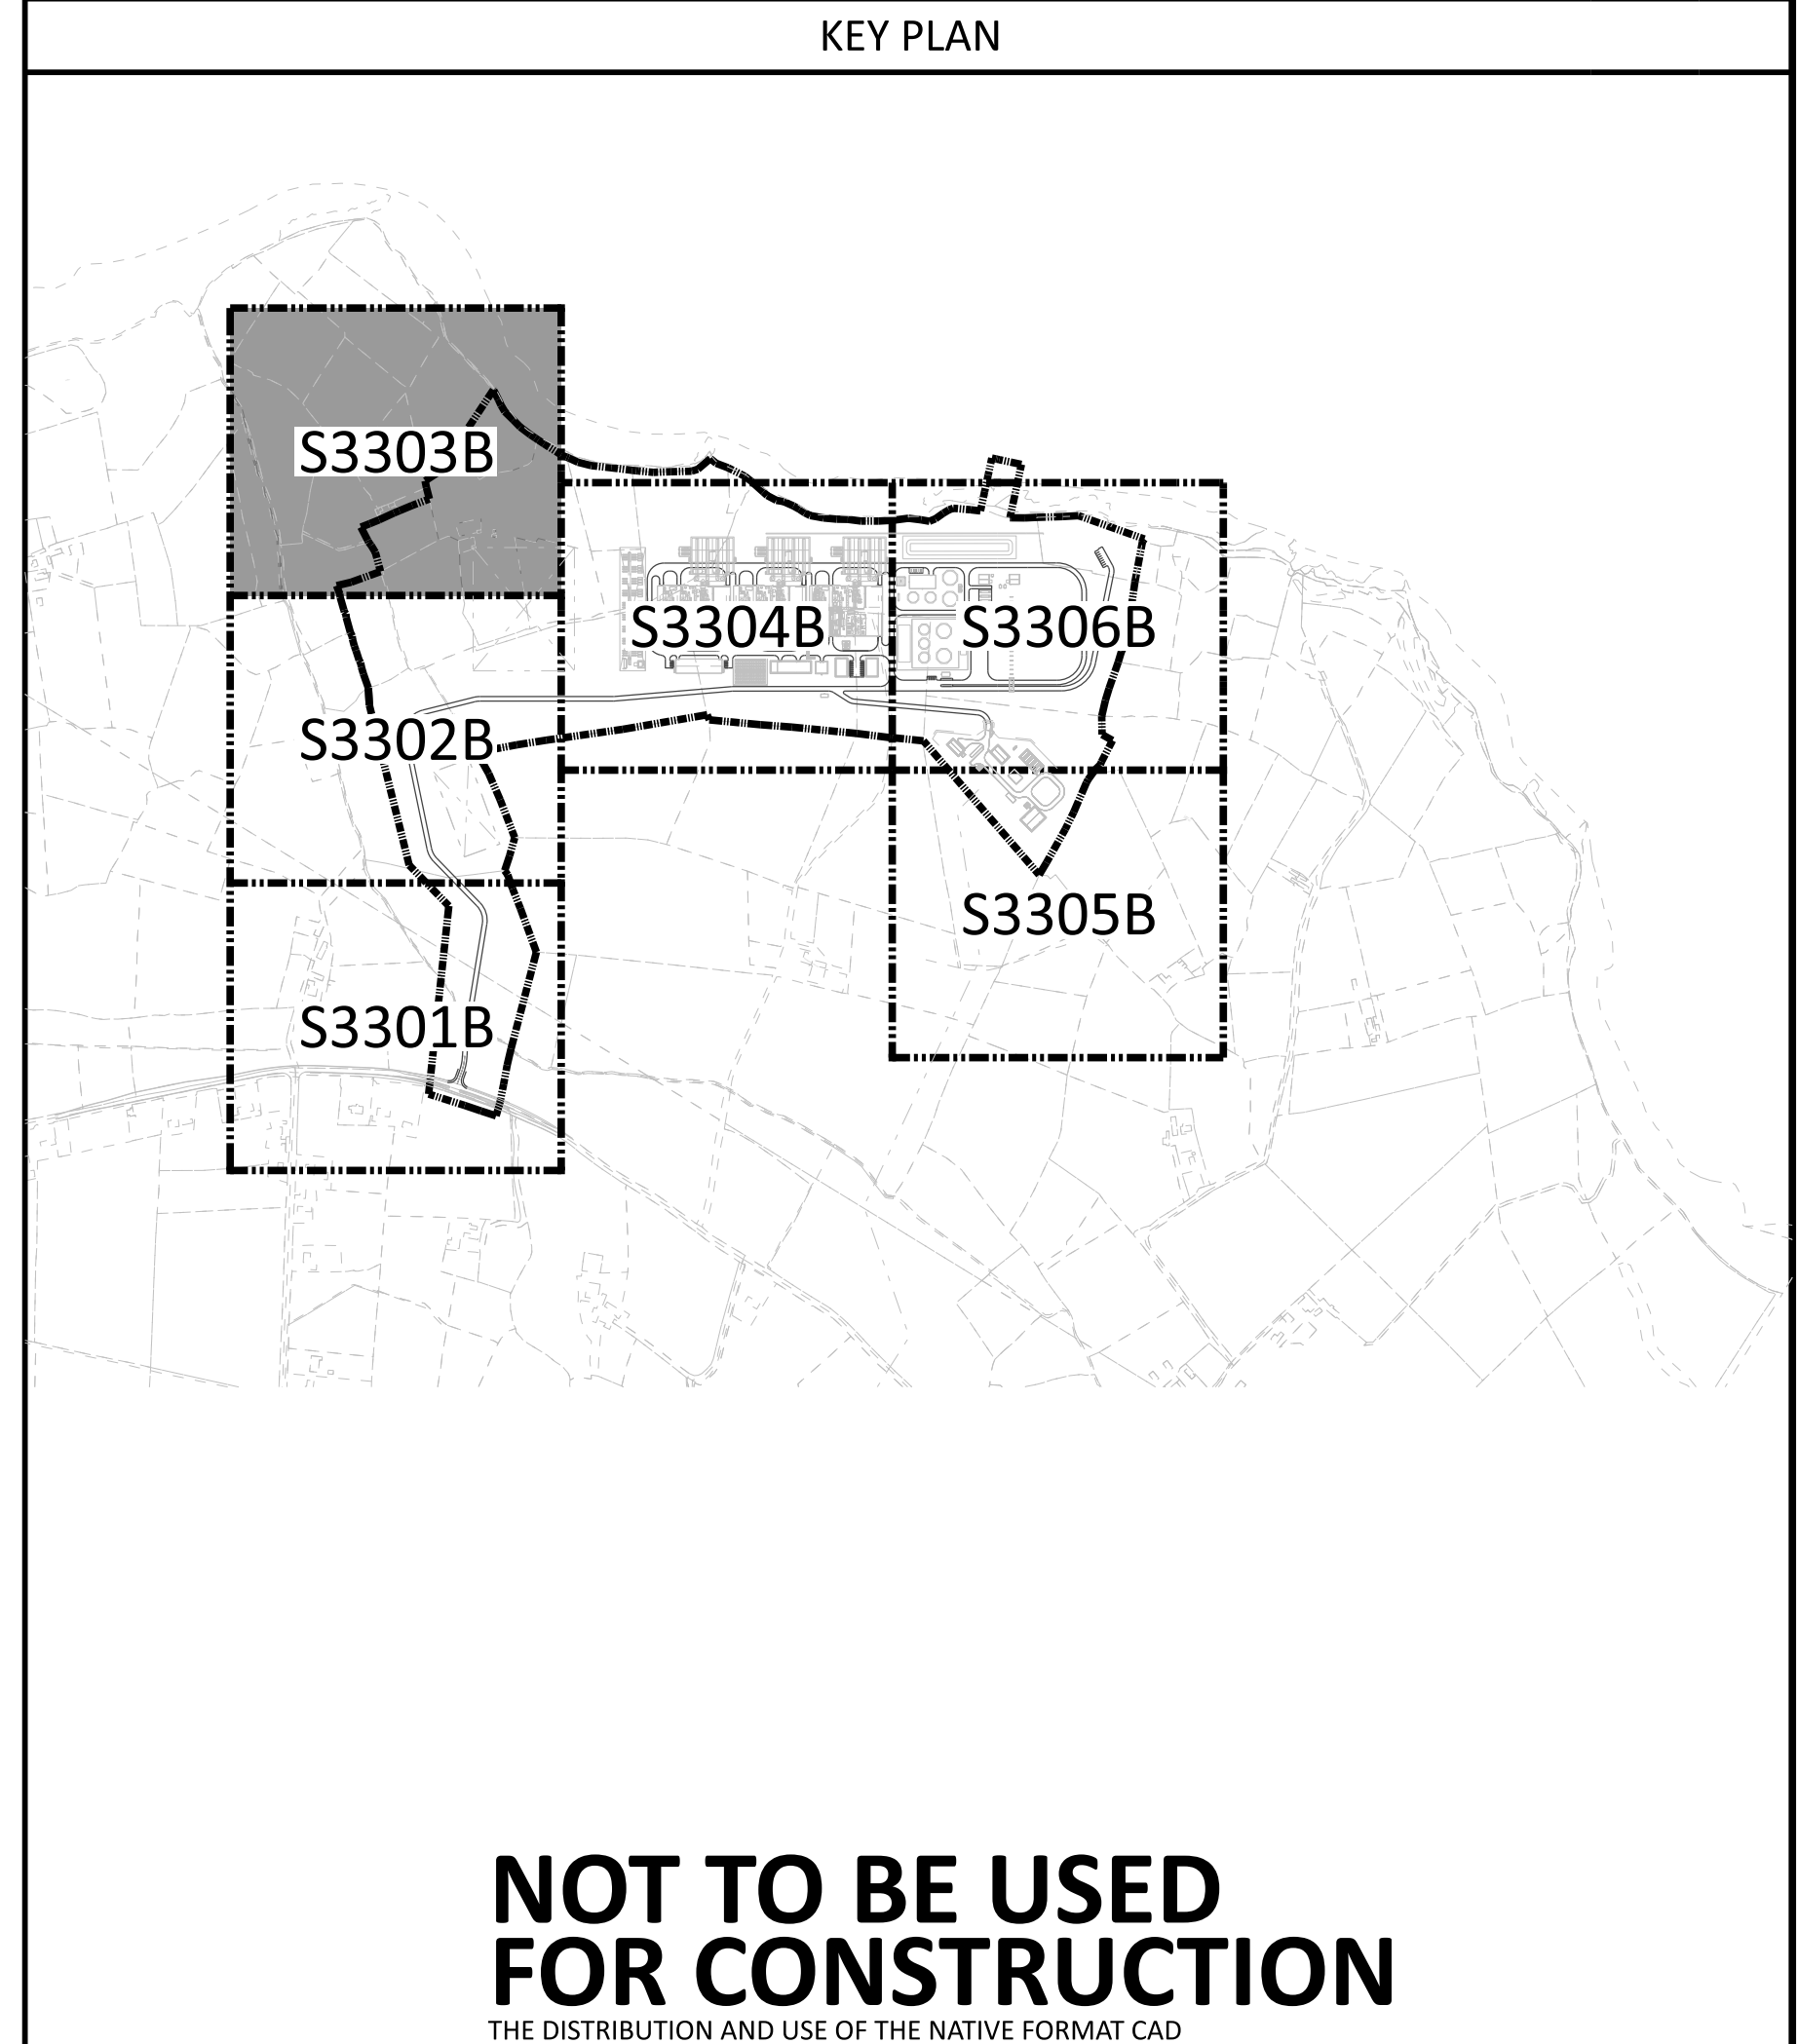 KEY PLAN
S3303B
S3304B
S3306B
S3302B
S3305B
S3301B
NOT TO BE USED
FOR CONSTRUCTION
THE DISTRIBUTION AND USE OF THE NATIVE FORMAT CAD